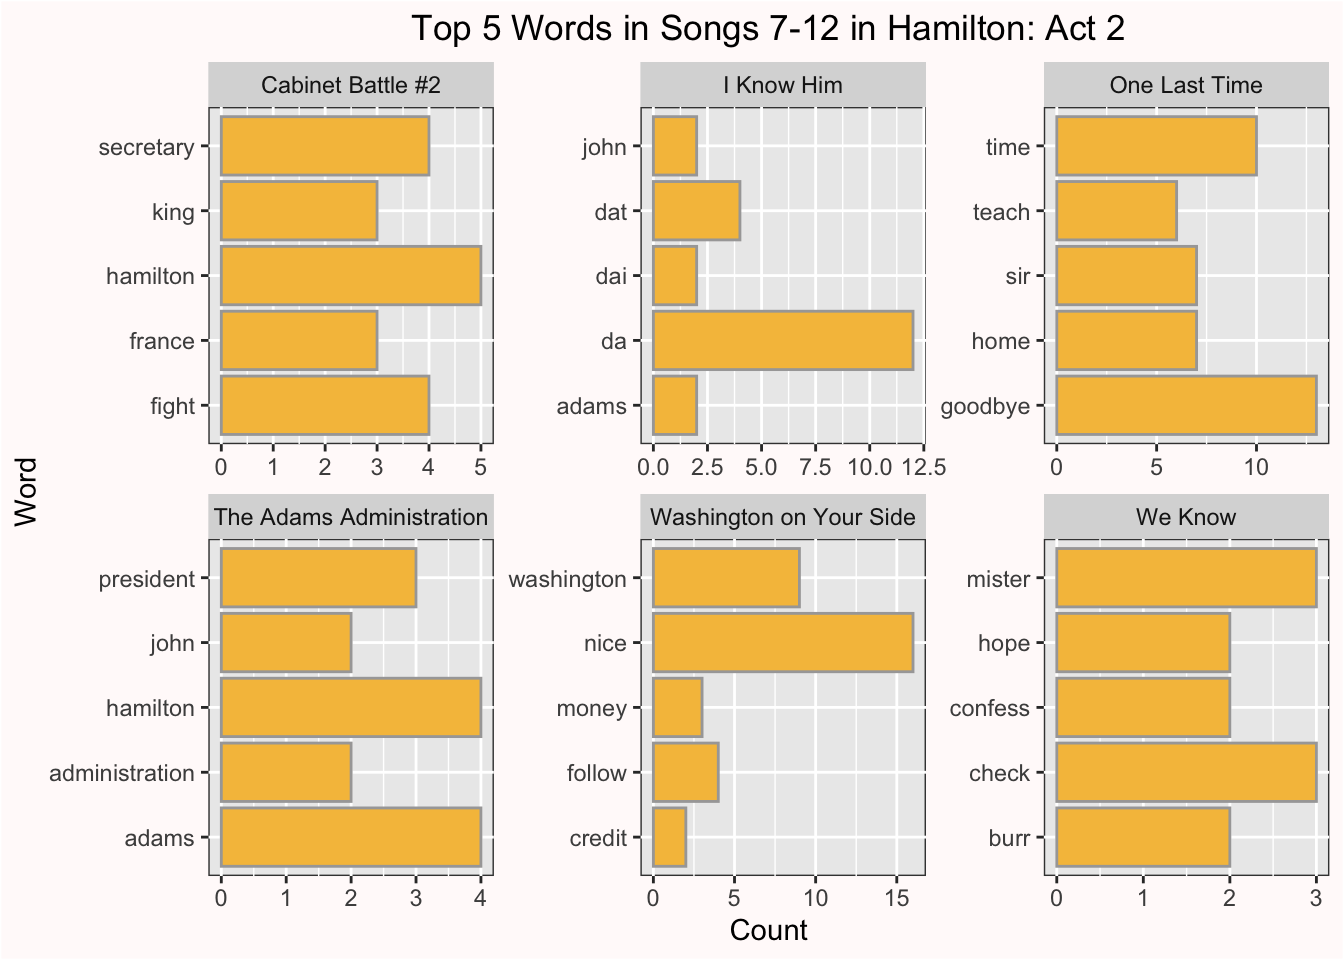 Top 5 Words in Songs 7-12 in Hamilton: Act 2
Word
Cabinet Battle #2
secretary
king
hamilton
france
fight
0 1 2 3 4 5
I Know Him
john
dat
dai
da
adams
0.0 2.5 5.0 7.5 10.0 12.5
One Last Time
time
teach
sir
home
goodbye
0 5 10
The Adams Administration
president
john
hamilton
administration
adams
0 1 2 3 4
Washington on Your Side
washington
nice
money
follow
credit
0 5 10 15
We Know
mister
hope
confess
check
burr
0 1 2 3
Count